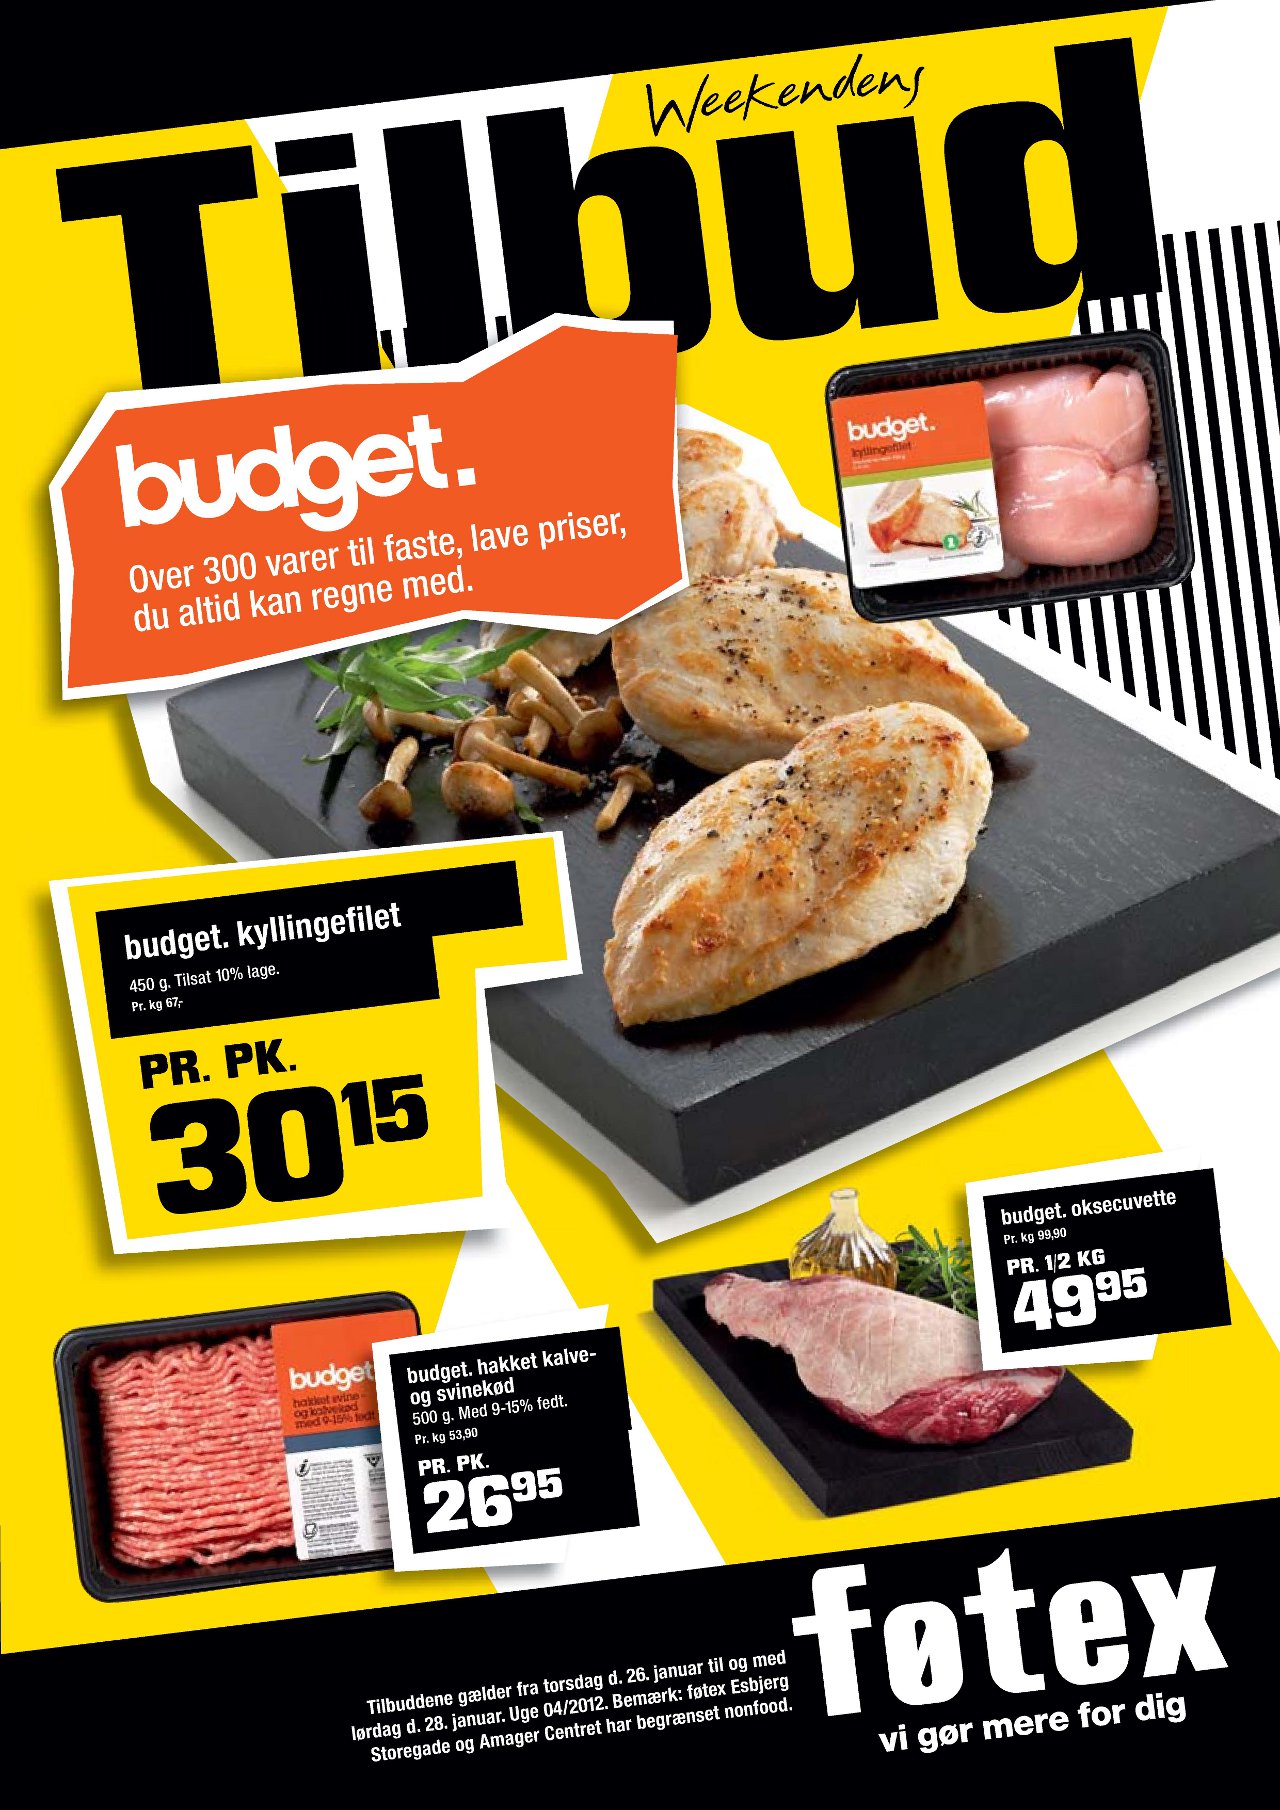 Weekendens
Tilbud
budget.
Over 300 varer til faste, lave priser,
du altid kan regne med.
budget.
kyllingefilet
budget. kyllingefilet
450 g. Tilsat 10% lage.
Pr. kg 67,-
PR. PK.
30 15
budget. oksecuvette
Pr. kg 99,90
PR. 1/2 KG
49 95
budget
hakket svine -
og kalvekød
med 9-15% fedt
budget. hakket kalve-
og svinekød
500 g. Med 9-15% fedt.
Pr. kg 53,90
PR. PK.
26 95
føtex
vi gør mere for dig
Tilbuddene gælder fra torsdag d. 26. januar til og med
lørdag d. 28. januar. Uge 04/2012. Bemærk: føtex Esbjerg
Storegade og Amager Centret har begrænset nonfood.